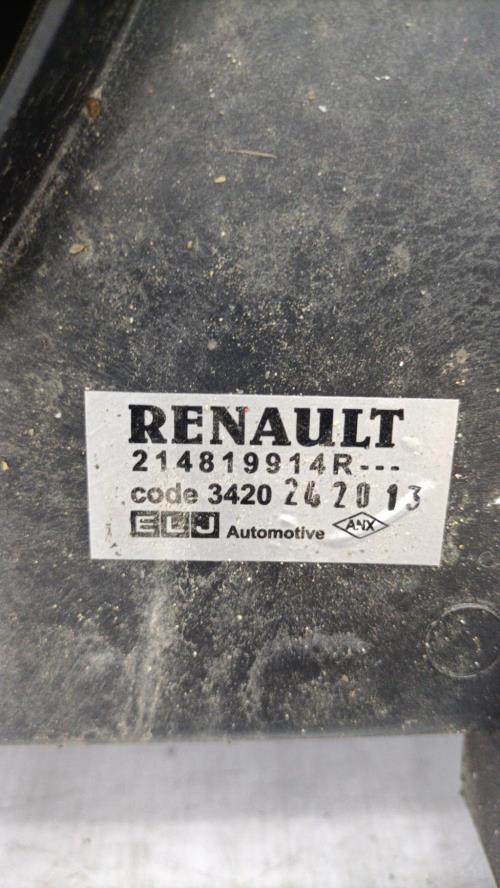 RENAULT
214819914R---
code 3420 242013
ELJ Automotive ANX